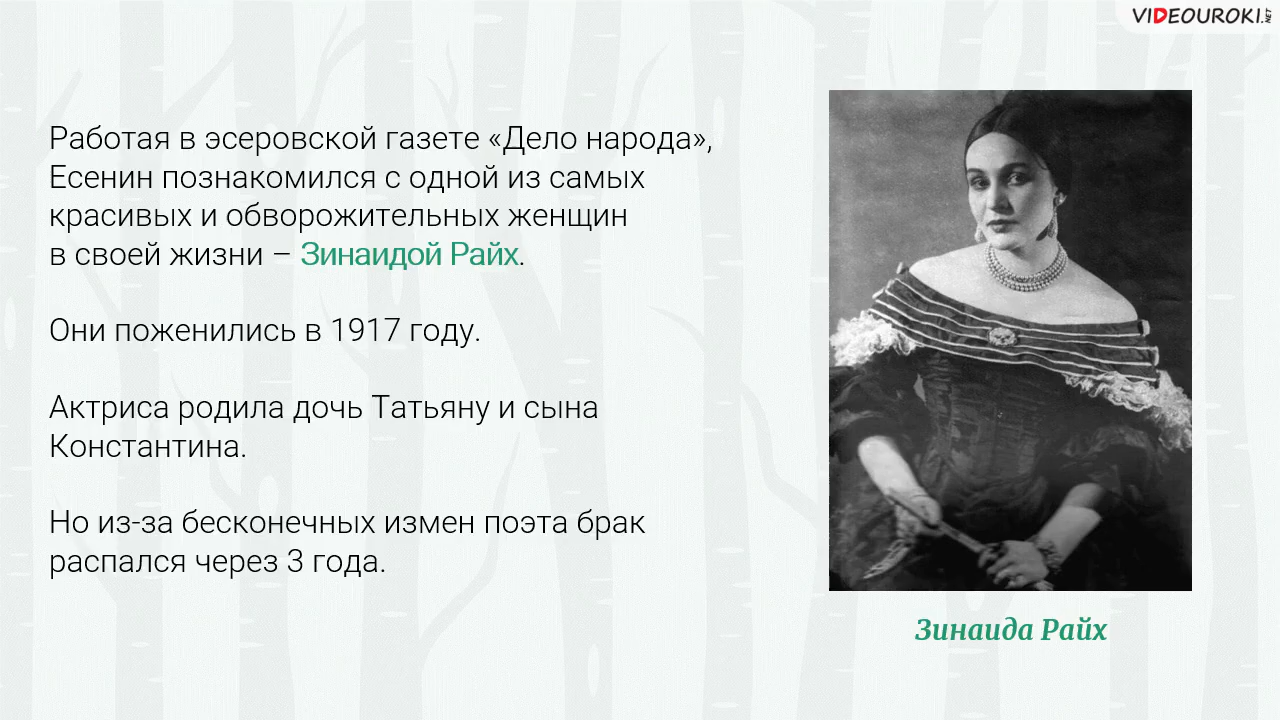 VIDEOUROKI.NET
Работая в эсеровской газете «Дело народа»,
Есенин познакомился с одной из самых
красивых и обворожительных женщин
в своей жизни – Зинаидой Райх.
Они поженились в 1917 году.
Актриса родила дочь Татьяну и сына
Константина.
Но из-за бесконечных измен поэта брак
распался через 3 года.
Зинаида Райх